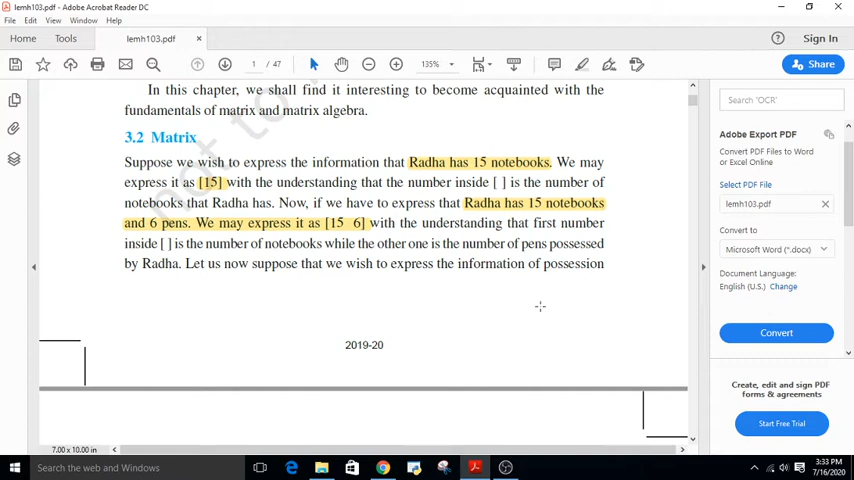 lemh103.pdf - Adobe Acrobat Reader DC
File Edit View Window Help
Home Tools lemh103.pdf × Sign In
1 / 47 135% Share
In this chapter, we shall find it interesting to become acquainted with the
fundamentals of matrix and matrix algebra.
3.2 Matrix
Suppose we wish to express the information that Radha has 15 notebooks. We may
express it as [15] with the understanding that the number inside [ ] is the number of
notebooks that Radha has. Now, if we have to express that Radha has 15 notebooks
and 6 pens. We may express it as [15 6] with the understanding that first number
inside [ ] is the number of notebooks while the other one is the number of pens possessed
by Radha. Let us now suppose that we wish to express the information of possession
2019-20
not to
7.00 x 10.00 in
Search "OCR"
Adobe Export PDF
Convert PDF Files to Word
or Excel Online
Select PDF File
lemh103.pdf
Convert to
Microsoft Word (*.docx)
Document Language:
English (U.S.) Change
Convert
Create, edit and sign PDF
forms & agreements
Start Free Trial
Search the web and Windows
3:33 PM
7/16/2020